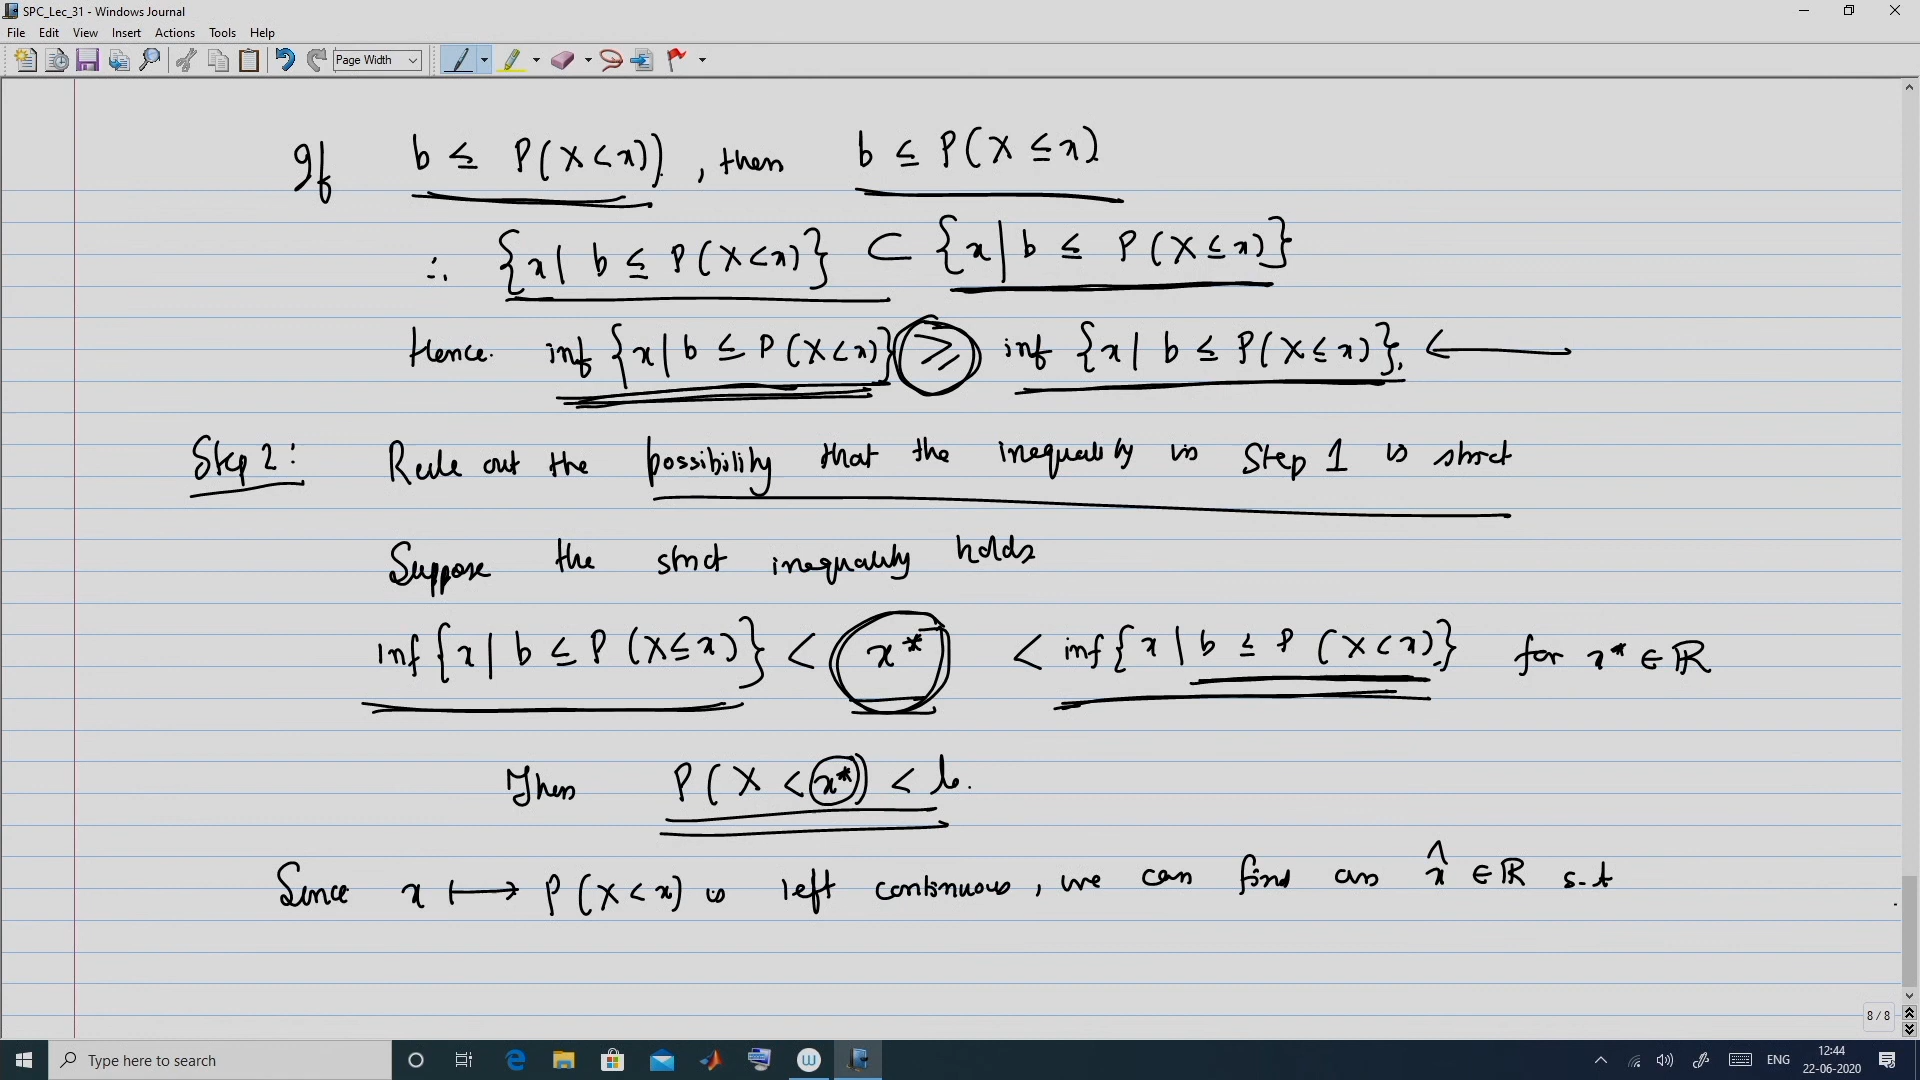 SPC_Lec_31 - Windows Journal
File Edit View Insert Actions Tools Help
Page Width
If b ≤ P(X<x), then b ≤ P(X≤x)
∴ {x| b ≤ P(X<x)} ⊂ {x| b ≤ P(X≤x)}
Hence. inf {x| b ≤ P(X<x)} ≥ inf {x| b ≤ P(X≤x)}. ←
Step 2: Rule out the possibility that the inequality in Step 1 is strict
Suppose the strict inequality holds
inf{x| b ≤ P(X≤x)} < x* < inf{x| b ≤ P(X<x)} for x* ∈ ℝ
Then P(X < x*) < b.
Since x ↦ P(X<x) is left continuous, we can find an x̂ ∈ ℝ s.t
8 / 8
Type here to search
ENG
12:44
22-06-2020